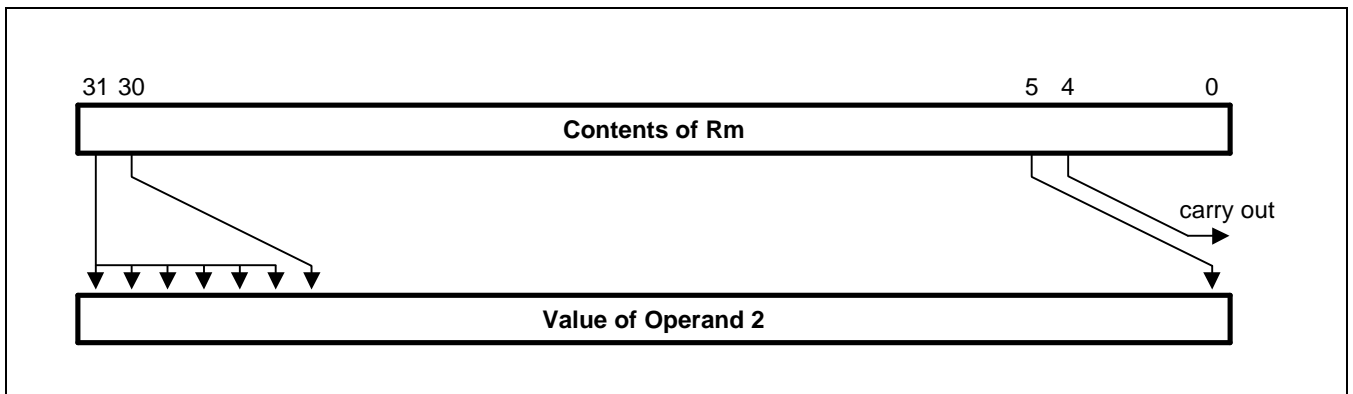 31 30 5 4 0
Contents of Rm
carry out
Value of Operand 2